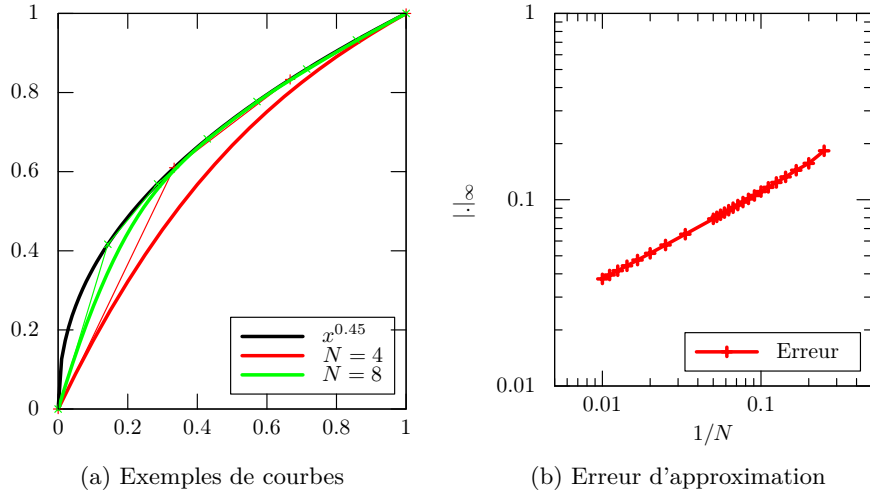 1
0.8
0.6
0.4
0.2
0
0 0.2 0.4 0.6 0.8 1
x^0.45
N = 4
N = 8
(a) Exemples de courbes
1
0.1
0.01
|·|∞
0.01 0.1
1/N
Erreur
(b) Erreur d'approximation